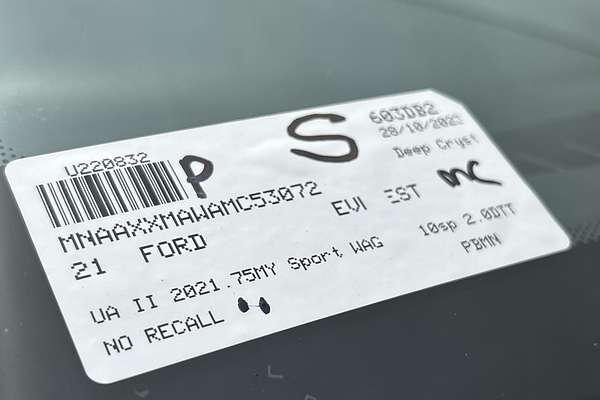 U220832 P S 603DB2
28/10/202
Deep Cryst
MNAAXXMAWAMC53072 EVI EST mc
21 FORD 10sp 2.0DTT
UA II 2021.75MY Sport WAG PBMN
NO RECALL